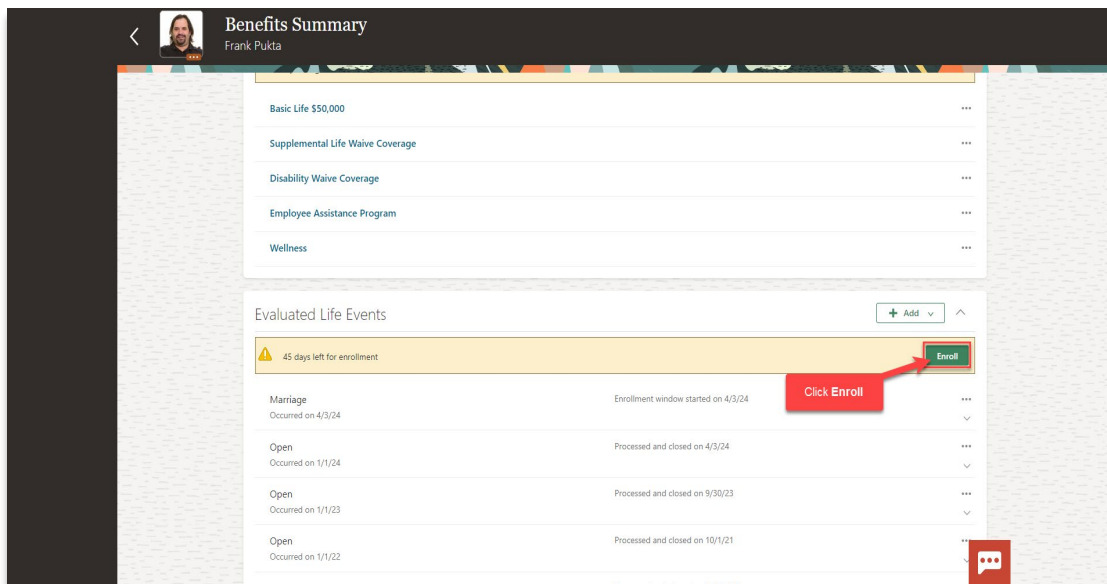 Benefits Summary
Frank Pukta
Basic Life $50,000
Supplemental Life Waive Coverage
Disability Waive Coverage
Employee Assistance Program
Wellness
Evaluated Life Events
Add
45 days left for enrollment
Enroll
Click Enroll
Marriage
Enrollment window started on 4/3/24
Occurred on 4/3/24
Open
Processed and closed on 4/3/24
Occurred on 1/1/24
Open
Processed and closed on 9/30/23
Occurred on 1/1/23
Open
Processed and closed on 10/1/21
Occurred on 1/1/22